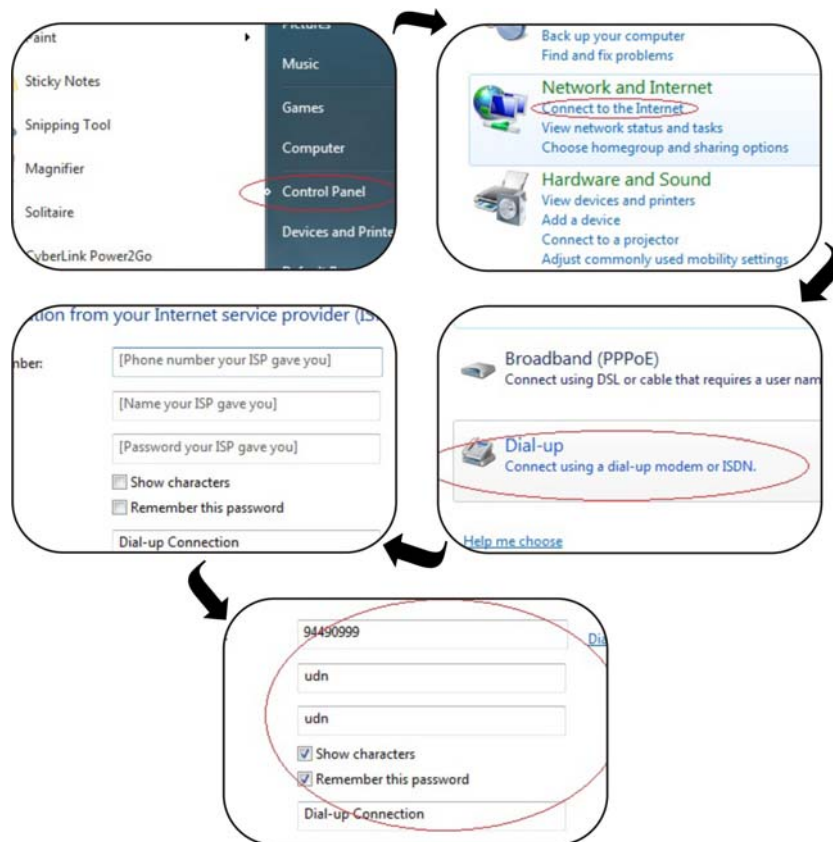 Paint
Sticky Notes
Snipping Tool
Magnifier
Solitaire
CyberLink Power2Go
Pictures
Music
Games
Computer
Control Panel
Devices and Printe
Back up your computer
Find and fix problems
Network and Internet
Connect to the Internet
View network status and tasks
Choose homegroup and sharing options
Hardware and Sound
View devices and printers
Add a device
Connect to a projector
Adjust commonly used mobility settings
Broadband (PPPoE)
Connect using DSL or cable that requires a user nam
Dial-up
Connect using a dial-up modem or ISDN.
Help me choose
ation from your Internet service provider (IS
mber:
[Phone number your ISP gave you]
[Name your ISP gave you]
[Password your ISP gave you]
Show characters
Remember this password
Dial-up Connection
94490999
Dia
udn
udn
Show characters
Remember this password
Dial-up Connection